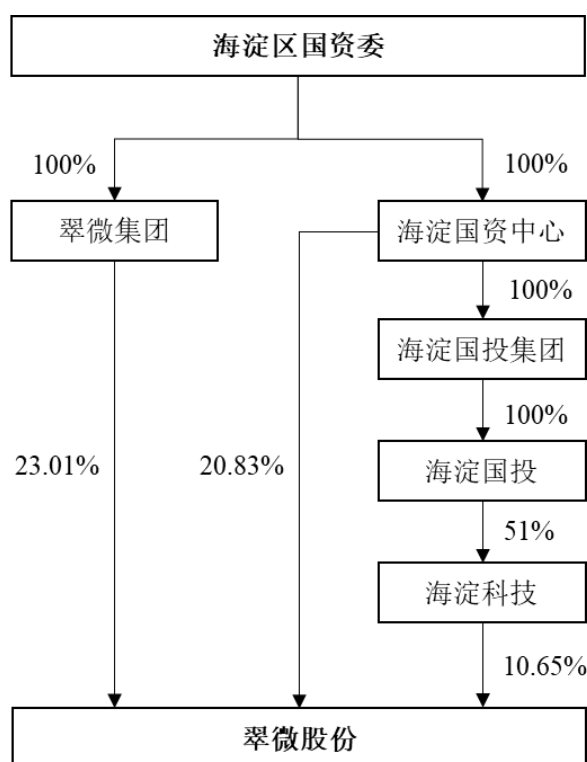 海淀区国资委
100%
100%
翠微集团
海淀国资中心
100%
海淀国投集团
100%
23.01%
20.83%
海淀国投
51%
海淀科技
10.65%
翠微股份